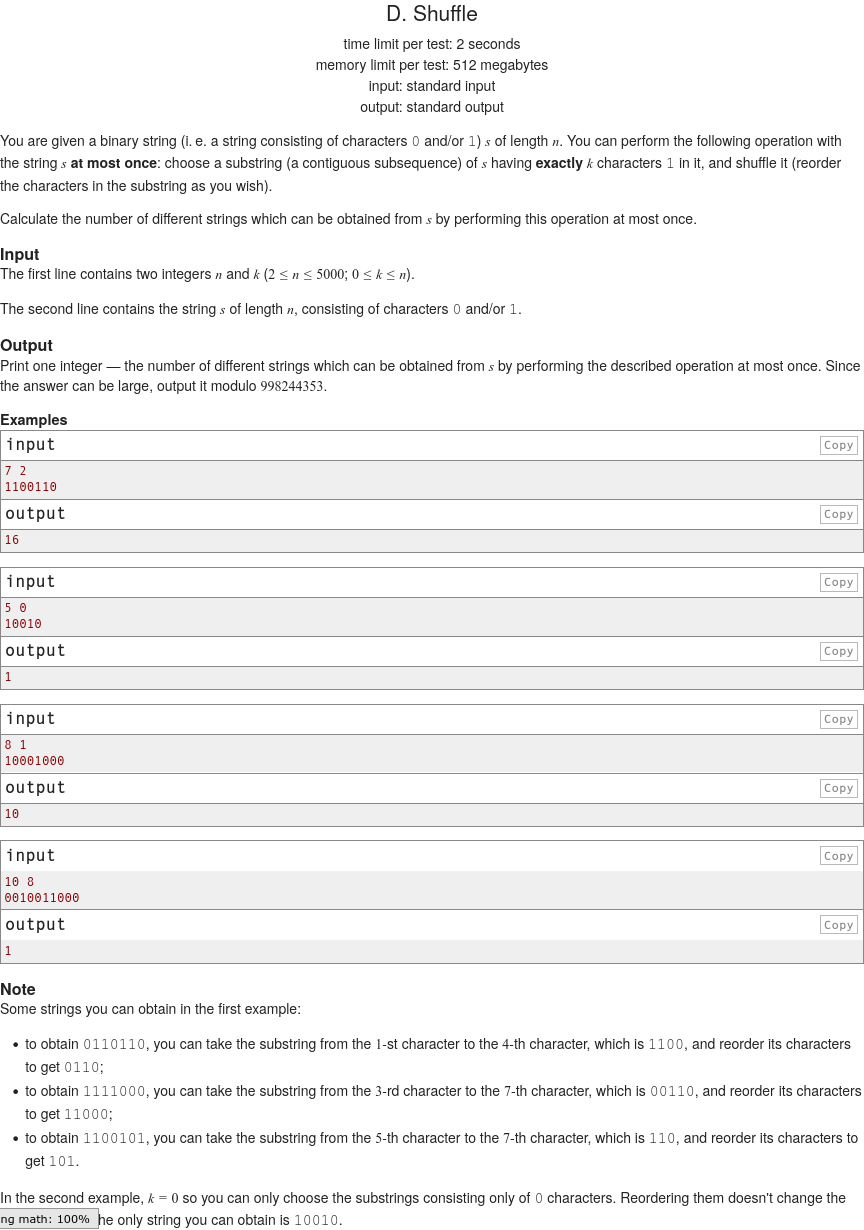 D. Shuffle
time limit per test: 2 seconds
memory limit per test: 512 megabytes
input: standard input
output: standard output
You are given a binary string (i. e. a string consisting of characters 0 and/or 1) s of length n. You can perform the following operation with
the string s at most once: choose a substring (a contiguous subsequence) of s having exactly k characters 1 in it, and shuffle it (reorder
the characters in the substring as you wish).
Calculate the number of different strings which can be obtained from s by performing this operation at most once.
Input
The first line contains two integers n and k (2 ≤ n ≤ 5000; 0 ≤ k ≤ n).
The second line contains the string s of length n, consisting of characters 0 and/or 1.
Output
Print one integer — the number of different strings which can be obtained from s by performing the described operation at most once. Since
the answer can be large, output it modulo 998244353.
Examples
input Copy
7 2
1100110
output Copy
16
input Copy
5 0
10010
output Copy
1
input Copy
8 1
10001000
output Copy
10
input Copy
10 8
0010011000
output Copy
1
Note
Some strings you can obtain in the first example:
• to obtain 0110110, you can take the substring from the 1-st character to the 4-th character, which is 1100, and reorder its characters
to get 0110;
• to obtain 1111000, you can take the substring from the 3-rd character to the 7-th character, which is 00110, and reorder its characters
to get 11000;
• to obtain 1100101, you can take the substring from the 5-th character to the 7-th character, which is 110, and reorder its characters to
get 101.
In the second example, k = 0 so you can only choose the substrings consisting only of 0 characters. Reordering them doesn't change the
ng math: 100% he only string you can obtain is 10010.